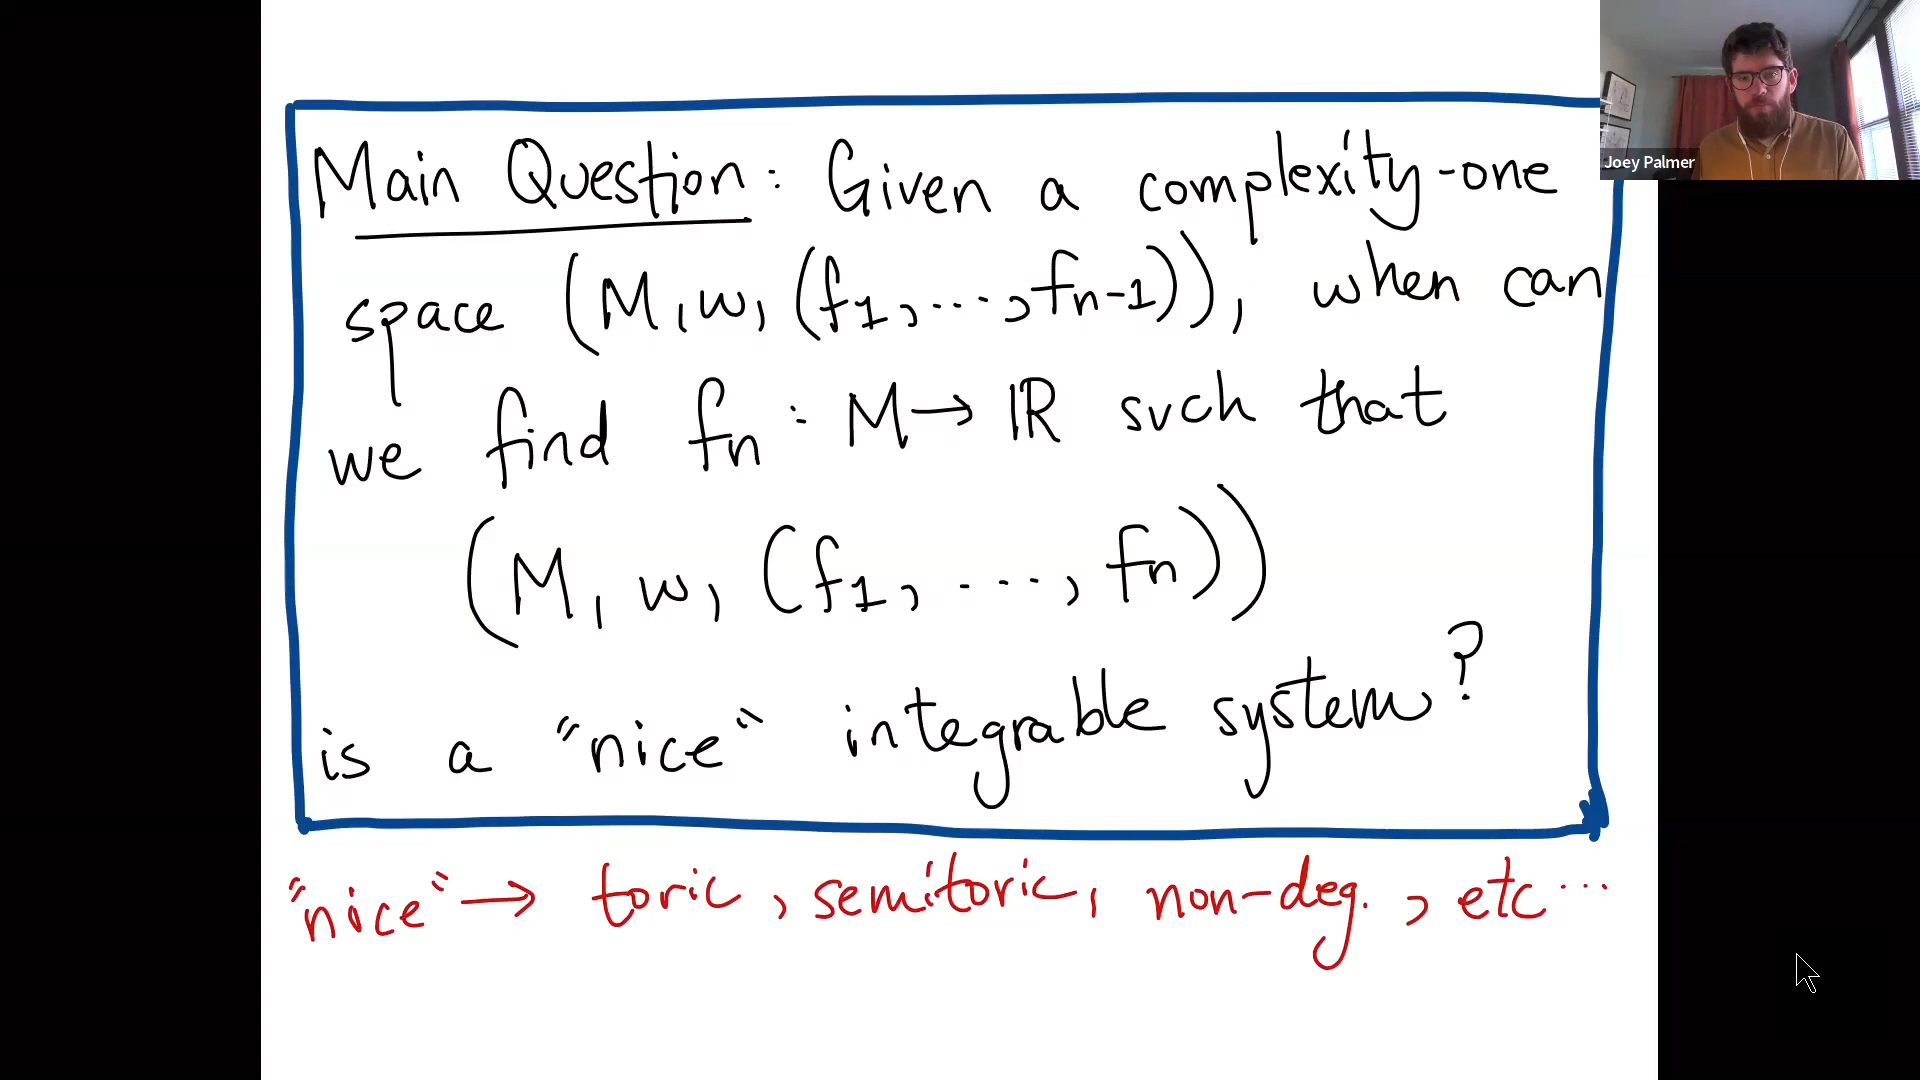 Main Question: Given a complexity-one
space (M, ω, (f1, ..., fn-1)), when can
we find fn : M → ℝ such that
(M, ω, (f1, ..., fn))
is a "nice" integrable system?
"nice" → toric, semitoric, non-deg., etc...
Joey Palmer